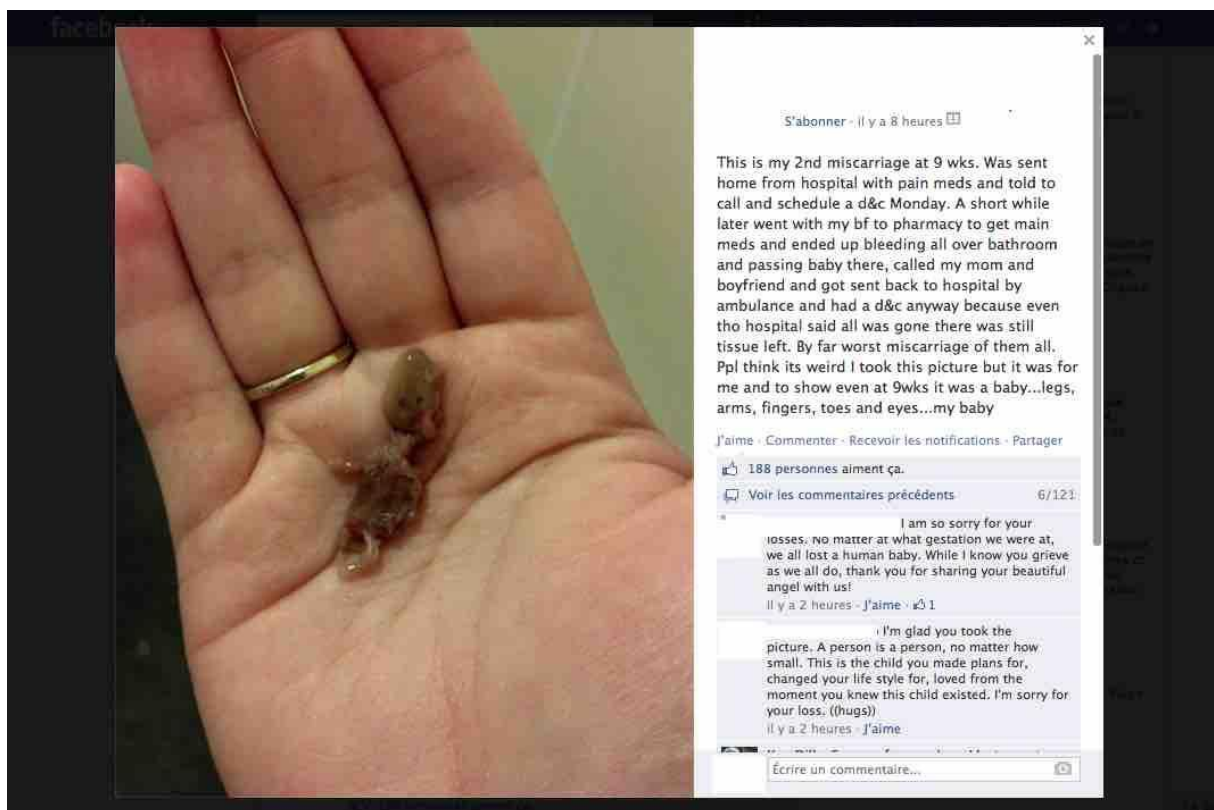 facebook
S'abonner · il y a 8 heures
This is my 2nd miscarriage at 9 wks. Was sent
home from hospital with pain meds and told to
call and schedule a d&c Monday. A short while
later went with my bf to pharmacy to get main
meds and ended up bleeding all over bathroom
and passing baby there, called my mom and
boyfriend and got sent back to hospital by
ambulance and had a d&c anyway because even
tho hospital said all was gone there was still
tissue left. By far worst miscarriage of them all.
Ppl think its weird I took this picture but it was for
me and to show even at 9wks it was a baby...legs,
arms, fingers, toes and eyes...my baby
J'aime · Commenter · Recevoir les notifications · Partager
188 personnes aiment ça.
Voir les commentaires précédents 6/121
I am so sorry for your
losses. No matter at what gestation we were at,
we all lost a human baby. While I know you grieve
as we all do, thank you for sharing your beautiful
angel with us!
il y a 2 heures · J'aime · 1
I'm glad you took the
picture. A person is a person, no matter how
small. This is the child you made plans for,
changed your life style for, loved from the
moment you knew this child existed. I'm sorry for
your loss. ((hugs))
il y a 2 heures · J'aime
Écrire un commentaire...